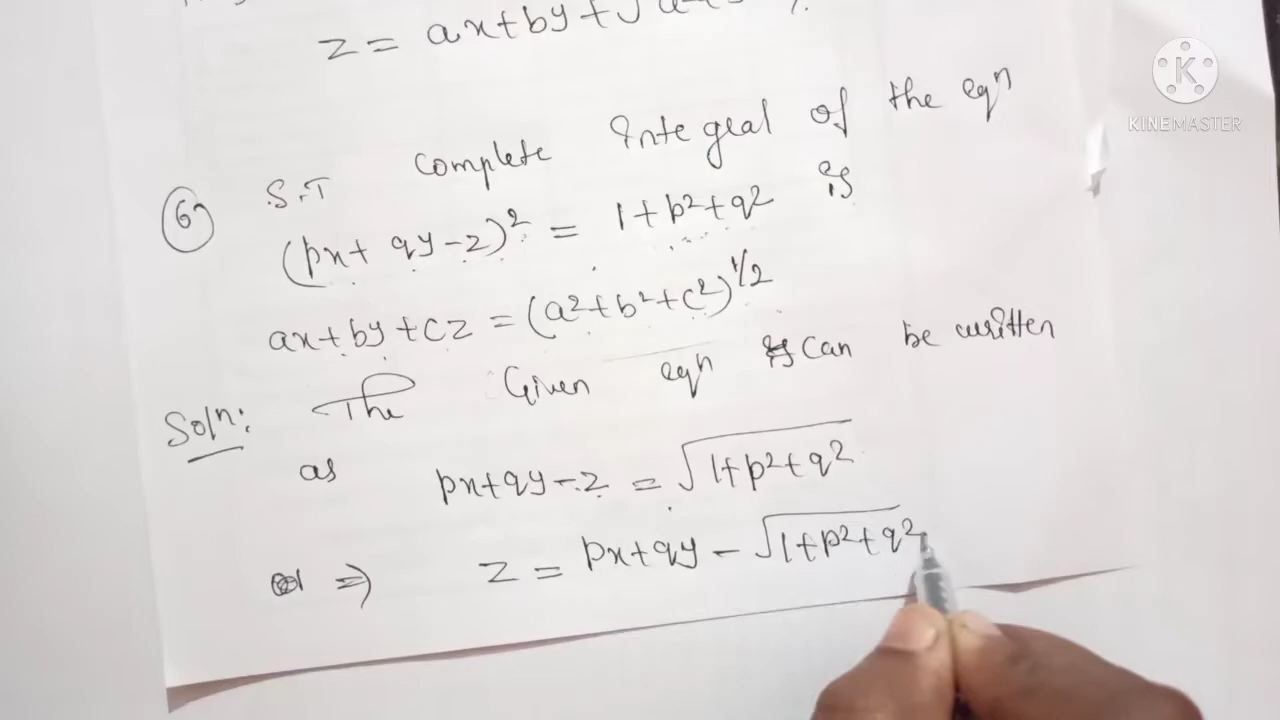 z = ax+by+√
K
KINEMASTER
6) S.T complete Integral of the eqn
(px+qy-z)² = 1+p²+q² is
ax+by+cz = (a²+b²+c²)^1/2
Soln: The Given eqn can be written
as px+qy-z = √1+p²+q²
⇒ z = px+qy - √1+p²+q²